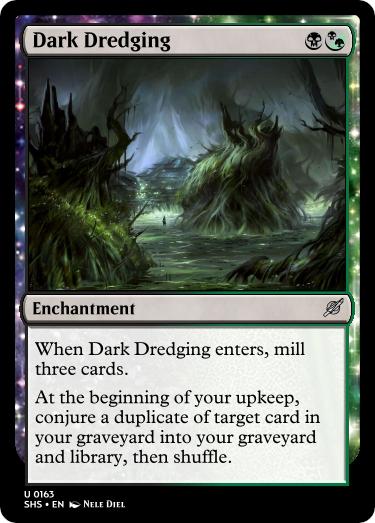 Dark Dredging
Enchantment
When Dark Dredging enters, mill
three cards.
At the beginning of your upkeep,
conjure a duplicate of target card in
your graveyard into your graveyard
and library, then shuffle.
U 0163
SHS • EN Nele Diel